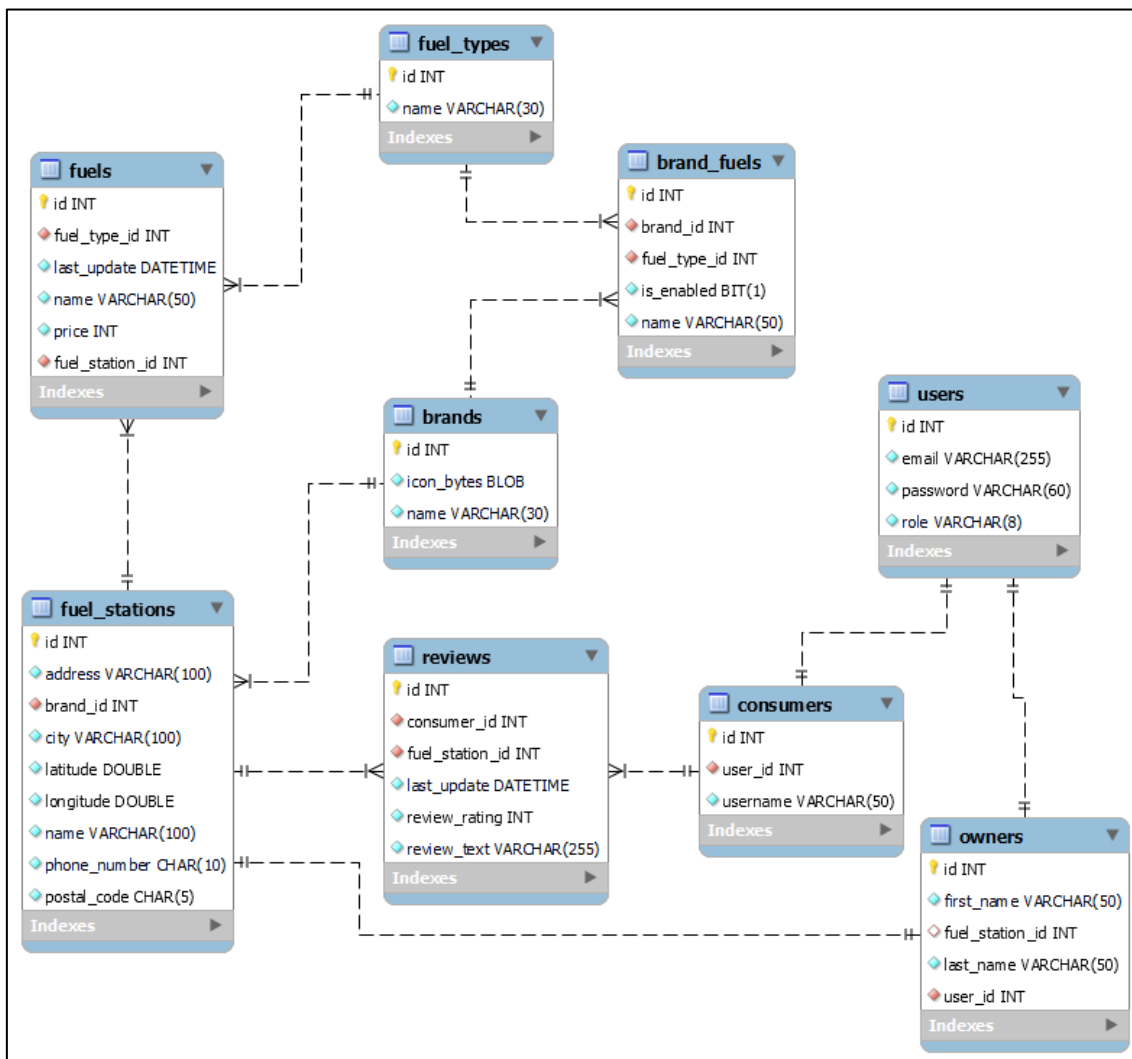 fuel_types
id INT
name VARCHAR(30)
Indexes
fuels
id INT
fuel_type_id INT
last_update DATETIME
name VARCHAR(50)
price INT
fuel_station_id INT
Indexes
brand_fuels
id INT
brand_id INT
fuel_type_id INT
is_enabled BIT(1)
name VARCHAR(50)
Indexes
brands
id INT
icon_bytes BLOB
name VARCHAR(30)
Indexes
users
id INT
email VARCHAR(255)
password VARCHAR(60)
role VARCHAR(8)
Indexes
fuel_stations
id INT
address VARCHAR(100)
brand_id INT
city VARCHAR(100)
latitude DOUBLE
longitude DOUBLE
name VARCHAR(100)
phone_number CHAR(10)
postal_code CHAR(5)
Indexes
reviews
id INT
consumer_id INT
fuel_station_id INT
last_update DATETIME
review_rating INT
review_text VARCHAR(255)
Indexes
consumers
id INT
user_id INT
username VARCHAR(50)
Indexes
owners
id INT
first_name VARCHAR(50)
fuel_station_id INT
last_name VARCHAR(50)
user_id INT
Indexes